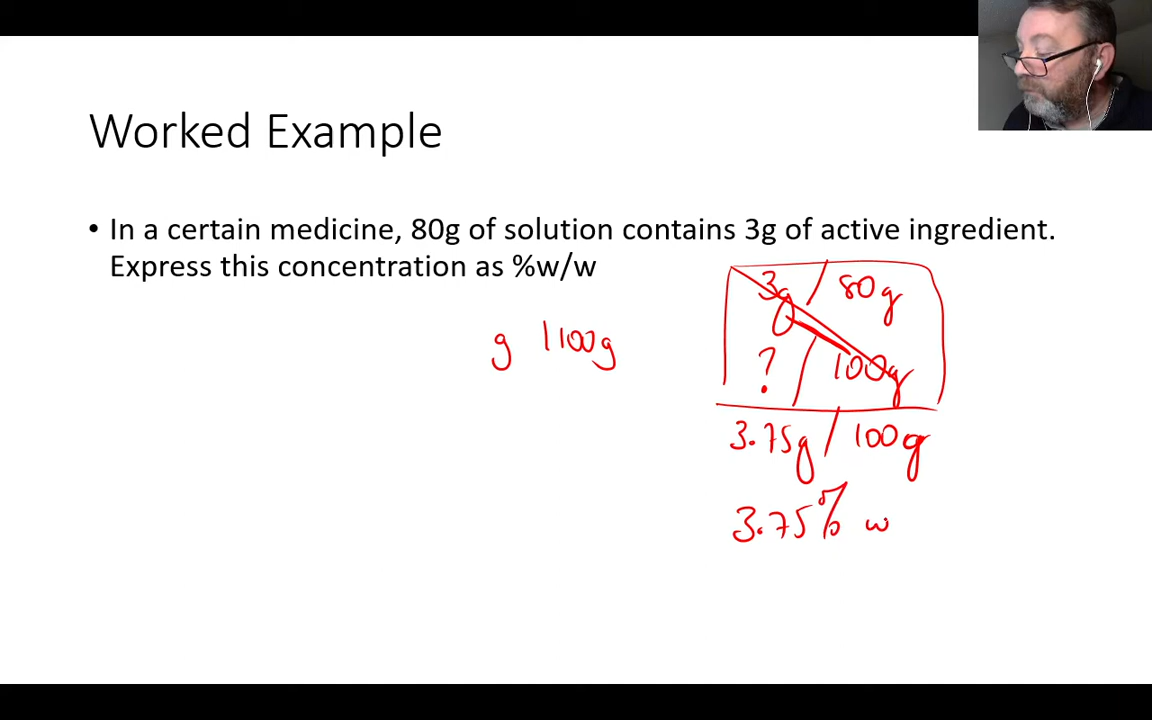 Worked Example
• In a certain medicine, 80g of solution contains 3g of active ingredient.
Express this concentration as %w/w
g / 100g
3g / 80g
? / 100g
3.75g / 100g
3.75% w